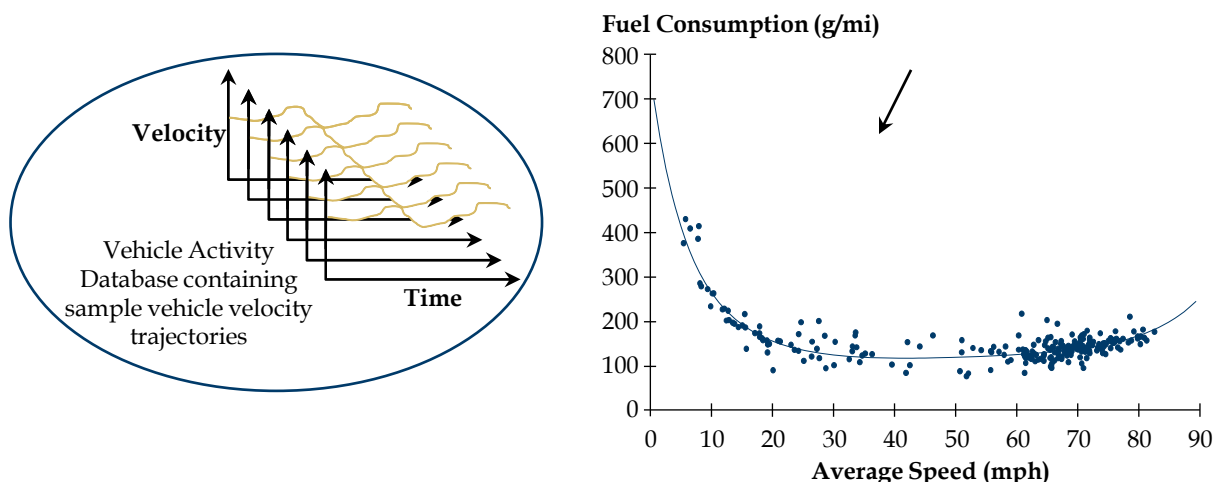 Velocity
Vehicle Activity
Database containing
sample vehicle velocity
trajectories
Time
Fuel Consumption (g/mi)
800
700
600
500
400
300
200
100
0
0 10 20 30 40 50 60 70 80 90
Average Speed (mph)